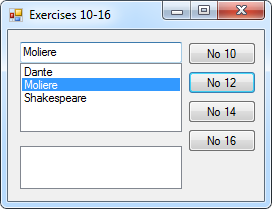 Exercises 10-16
Moliere
Dante
Moliere
Shakespeare
No 10
No 12
No 14
No 16